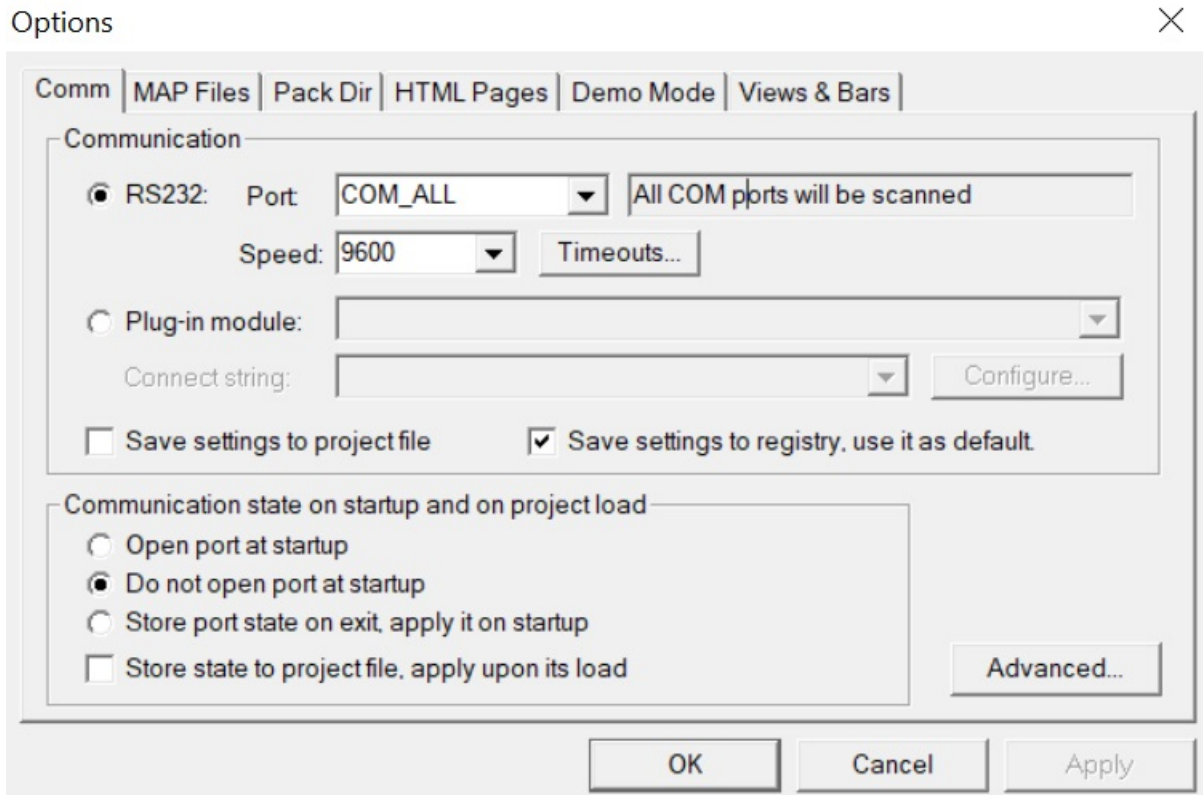 Options
Comm MAP Files Pack Dir HTML Pages Demo Mode Views & Bars
Communication
RS232: Port COM_ALL All COM ports will be scanned
Speed: 9600 Timeouts...
Plug-in module:
Connect string: Configure...
Save settings to project file Save settings to registry, use it as default.
Communication state on startup and on project load
Open port at startup
Do not open port at startup
Store port state on exit, apply it on startup
Store state to project file, apply upon its load Advanced...
OK Cancel Apply